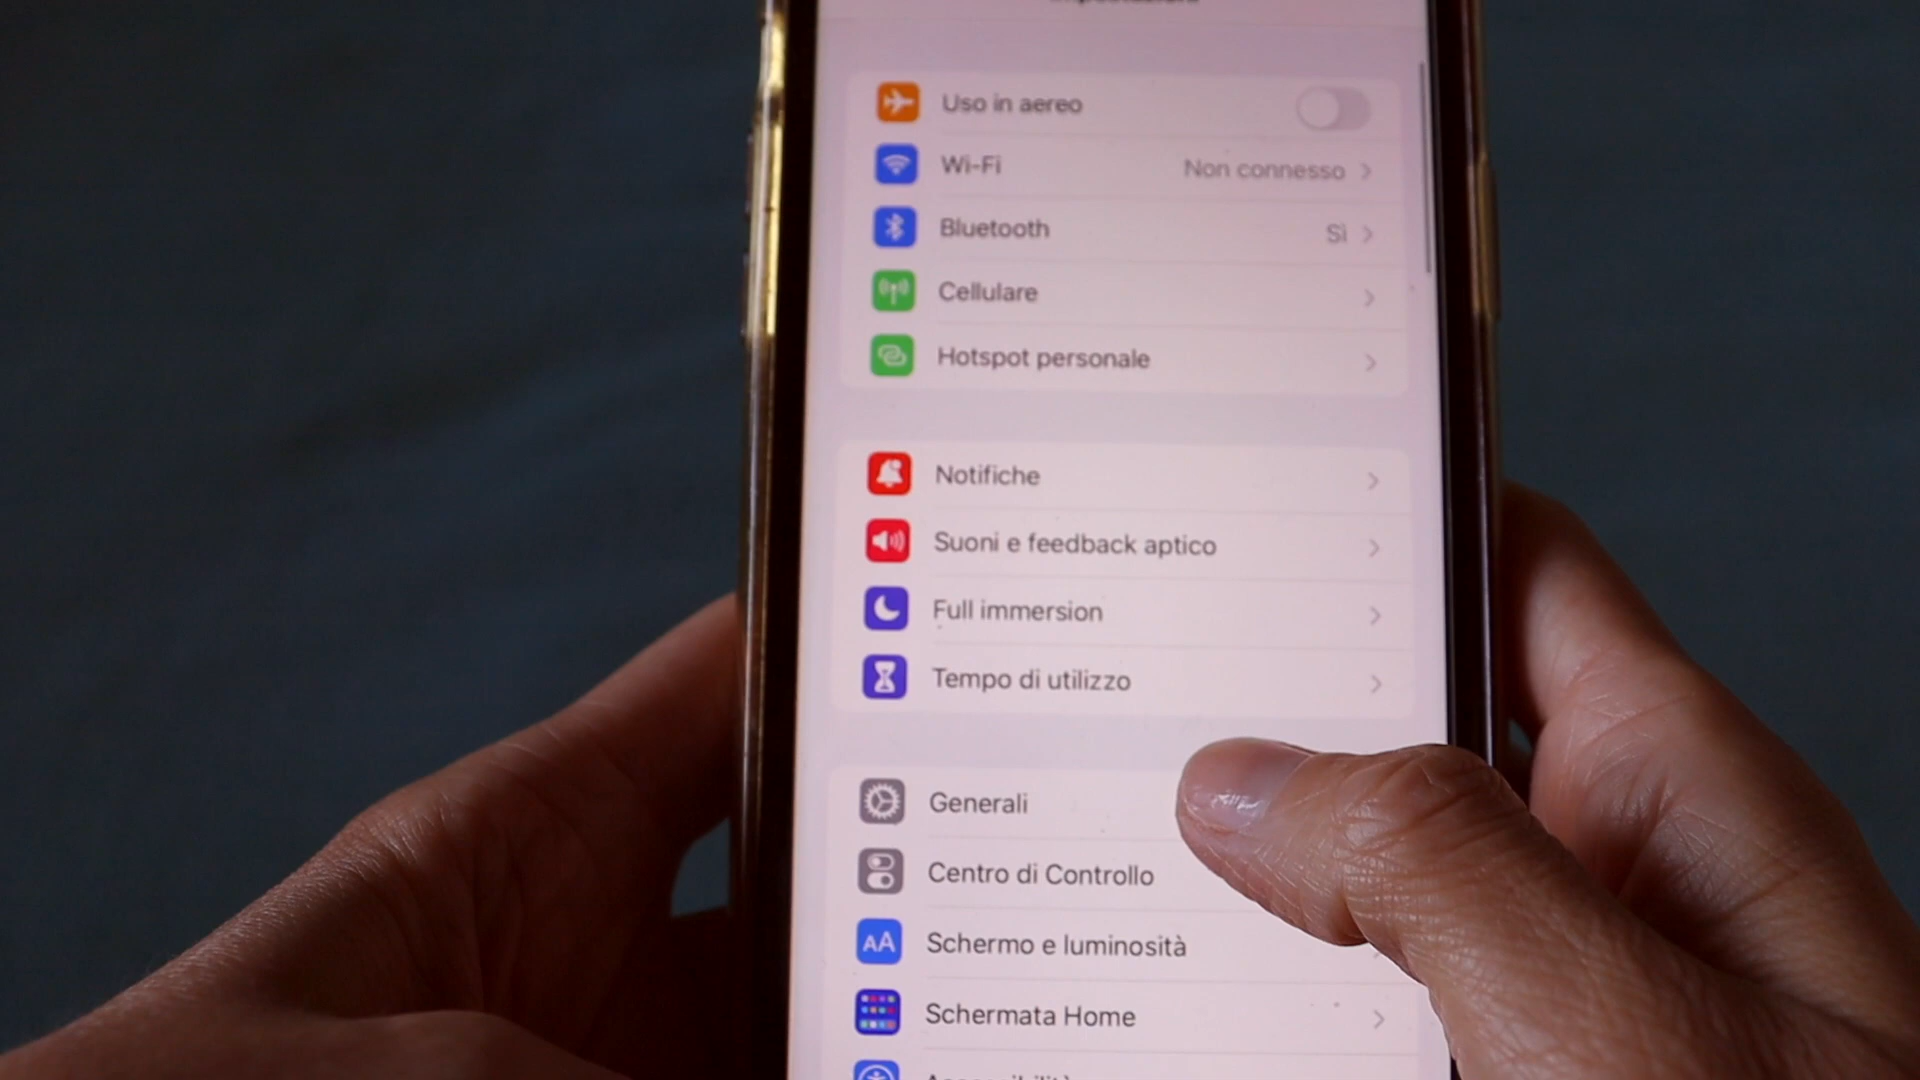 Uso in aereo
Wi-Fi
Non connesso
Bluetooth
Sì
Cellulare
Hotspot personale
Notifiche
Suoni e feedback aptico
Full immersion
Tempo di utilizzo
Generali
Centro di Controllo
AA
Schermo e luminosità
Schermata Home